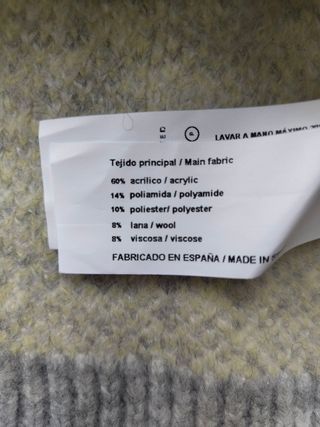 LAVAR A MANO MÁXIMO
Tejido principal / Main fabric
60% acrílico / acrylic
14% poliamida / polyamide
10% poliester/ polyester
8% lana / wool
8% viscosa / viscose
FABRICADO EN ESPAÑA / MADE IN